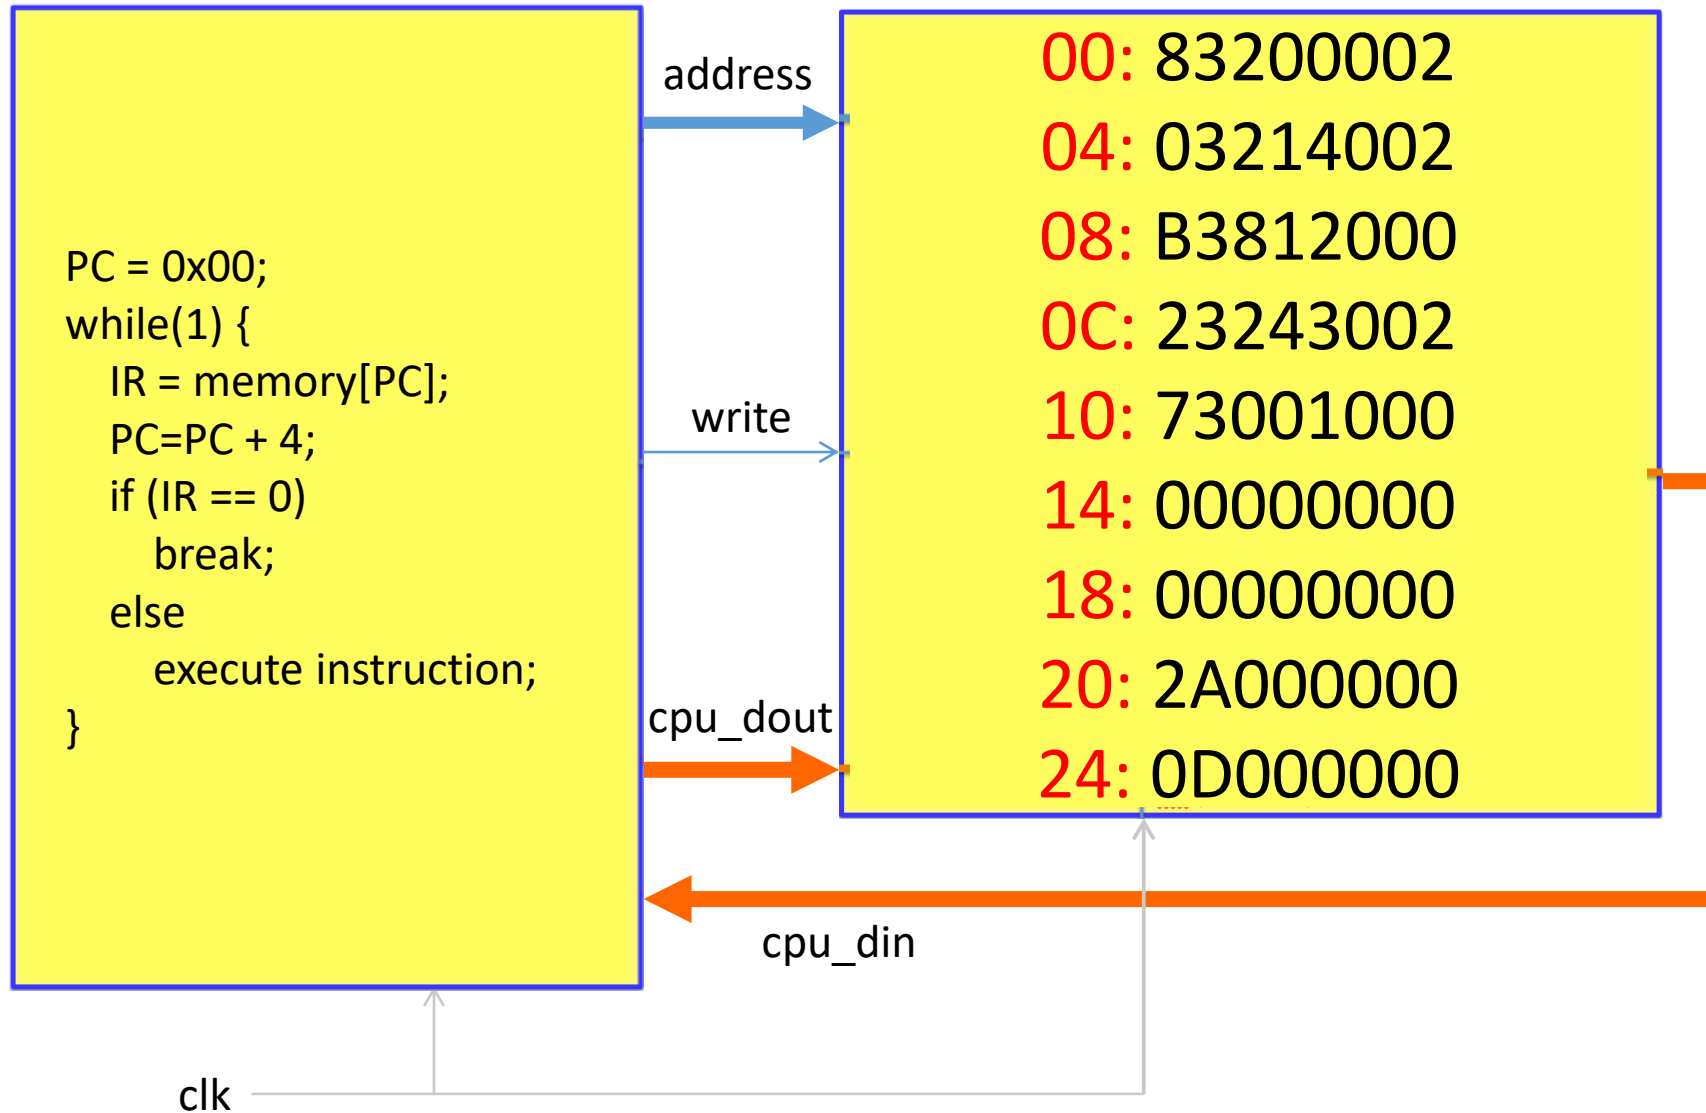 PC = 0x00;
while(1) {
IR = memory[PC];
PC=PC + 4;
if (IR == 0)
break;
else
execute instruction;
}
address
write
cpu_dout
cpu_din
clk
00: 83200002
04: 03214002
08: B3812000
0C: 23243002
10: 73001000
14: 00000000
18: 00000000
20: 2A000000
24: 0D000000